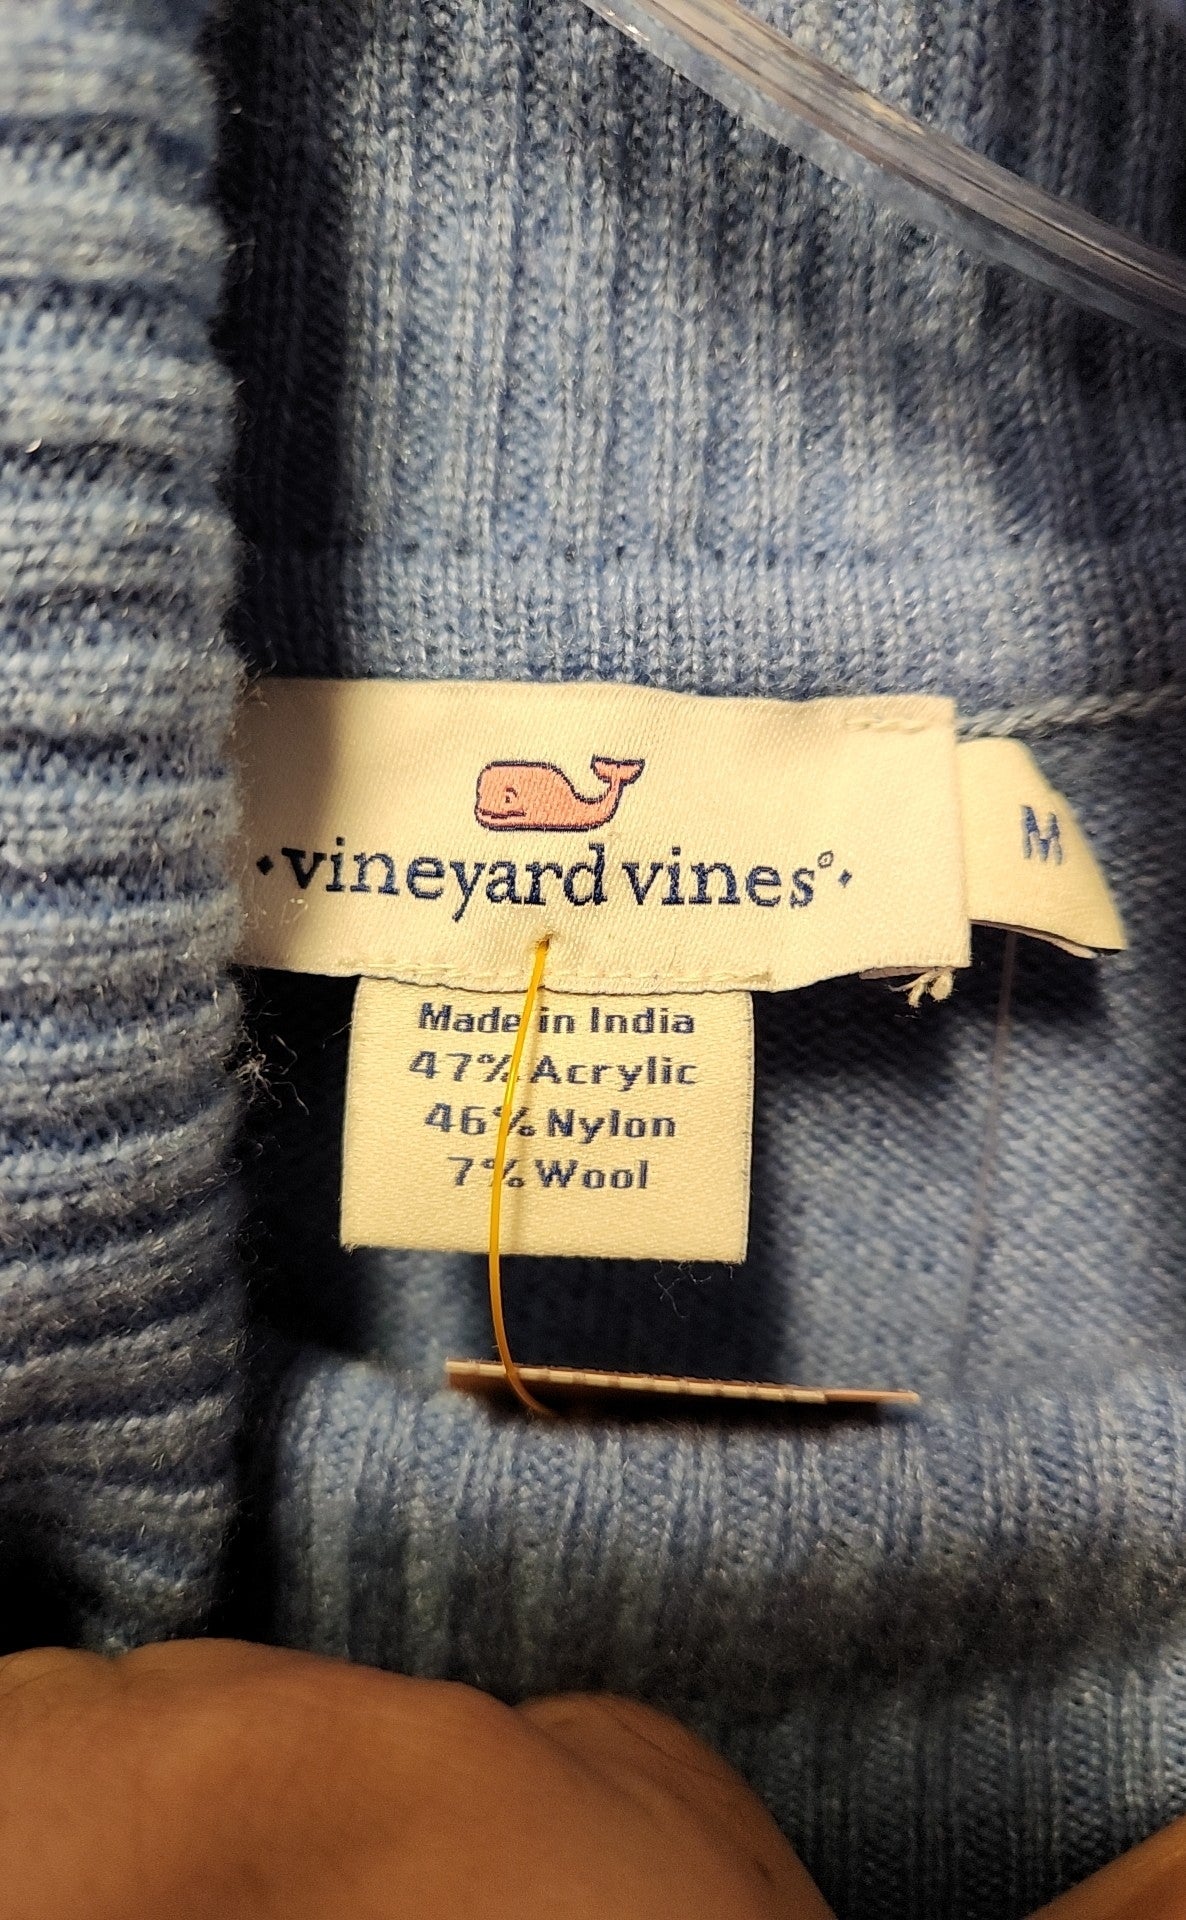 ·vineyard vines®·
M
Made in India
47% Acrylic
46% Nylon
7% Wool